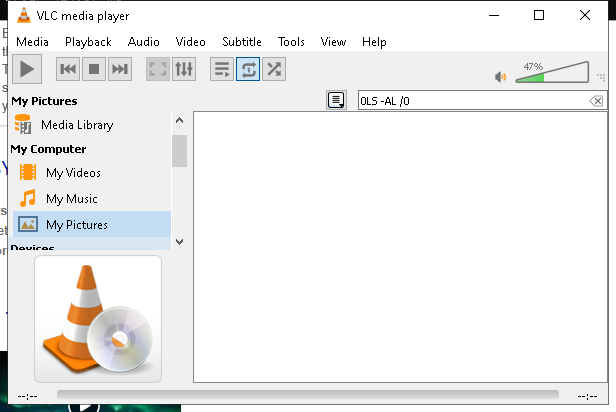 VLC media player
Media Playback Audio Video Subtitle Tools View Help
47%
My Pictures
0LS -AL /0
Media Library
My Computer
My Videos
My Music
My Pictures
Devices
--:-- --:--